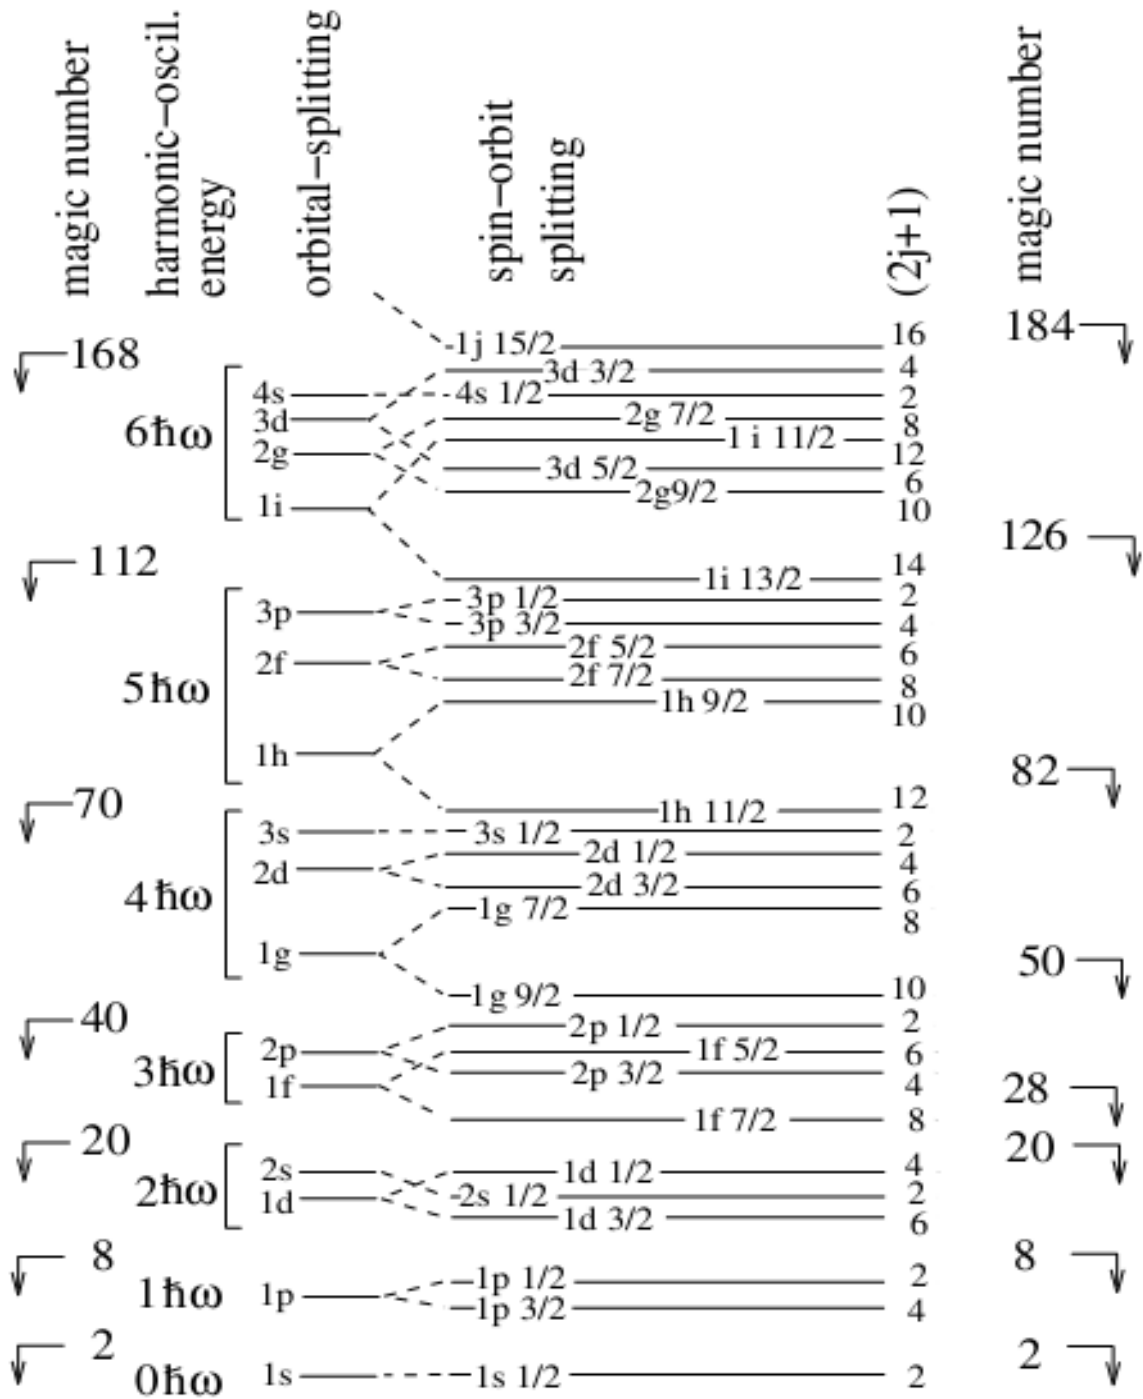 magic number
harmonic–oscil.
energy
orbital–splitting
spin–orbit
splitting
(2j+1)
magic number
184
1j 15/2 16
168
3d 3/2 4
4s 4s 1/2 2
3d 2g 7/2 8
6ħω
2g 1 i 11/2 12
3d 5/2 6
2g9/2 10
1i
126
112
1i 13/2 14
3p 3p 1/2 2
3p 3/2 4
2f 2f 5/2 6
5ħω 2f 7/2 8
1h 9/2 10
1h
82
70
1h 11/2 12
3s 3s 1/2 2
2d 1/2 4
2d 2d 3/2 6
4ħω 1g 7/2 8
1g
50
1g 9/2 10
40
2p 1/2 2
2p 1f 5/2 6
3ħω 1f 2p 3/2 4
28
1f 7/2 8
20 20
2s 1d 1/2 4
2ħω 1d 2s 1/2 2
1d 3/2 6
8 8
1p 1/2 2
1ħω 1p
1p 3/2 4
2 2
0ħω 1s 1s 1/2 2